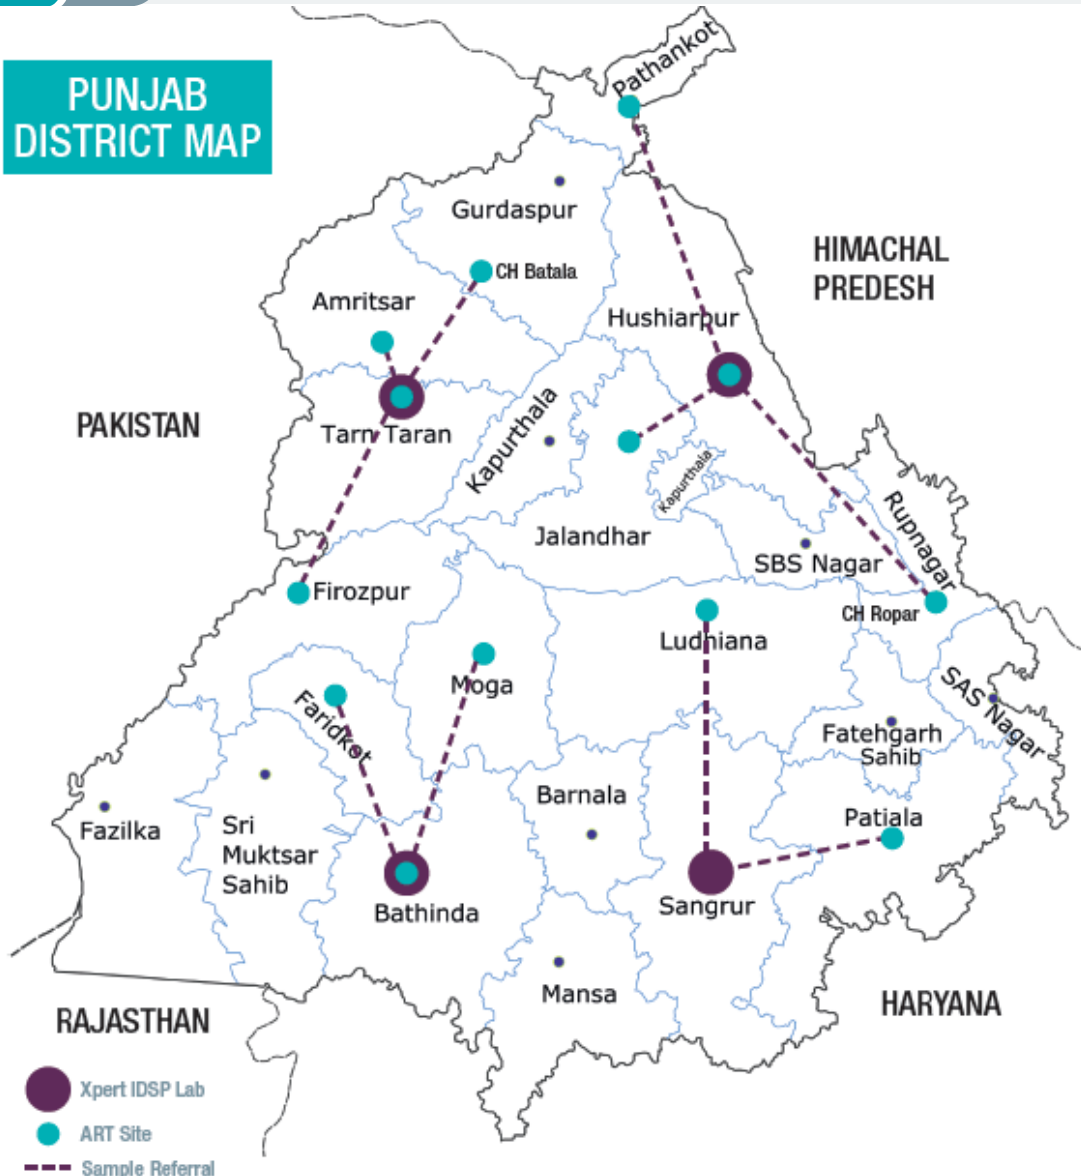 PUNJAB
DISTRICT MAP
Pathankot
Gurdaspur
HIMACHAL
PREDESH
CH Batala
Amritsar
Hushiarpur
PAKISTAN
Tarn Taran
Kapurthala
Kapurthala
Rupnagar
Jalandhar
SBS Nagar
Firozpur
CH Ropar
Ludhiana
Moga
SAS Nagar
Faridkot
Fatehgarh
Sahib
Barnala
Patiala
Fazilka
Sri
Muktsar
Sahib
Bathinda
Sangrur
Mansa
HARYANA
RAJASTHAN
Xpert IDSP Lab
ART Site
Sample Referral